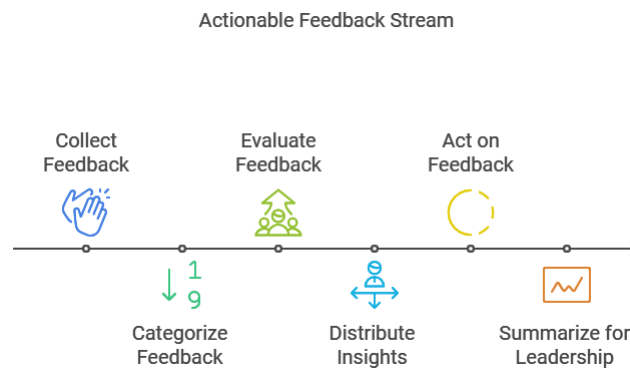 Actionable Feedback Stream
Collect
Feedback
Evaluate
Feedback
Act on
Feedback
1
9
Categorize
Feedback
Distribute
Insights
Summarize for
Leadership